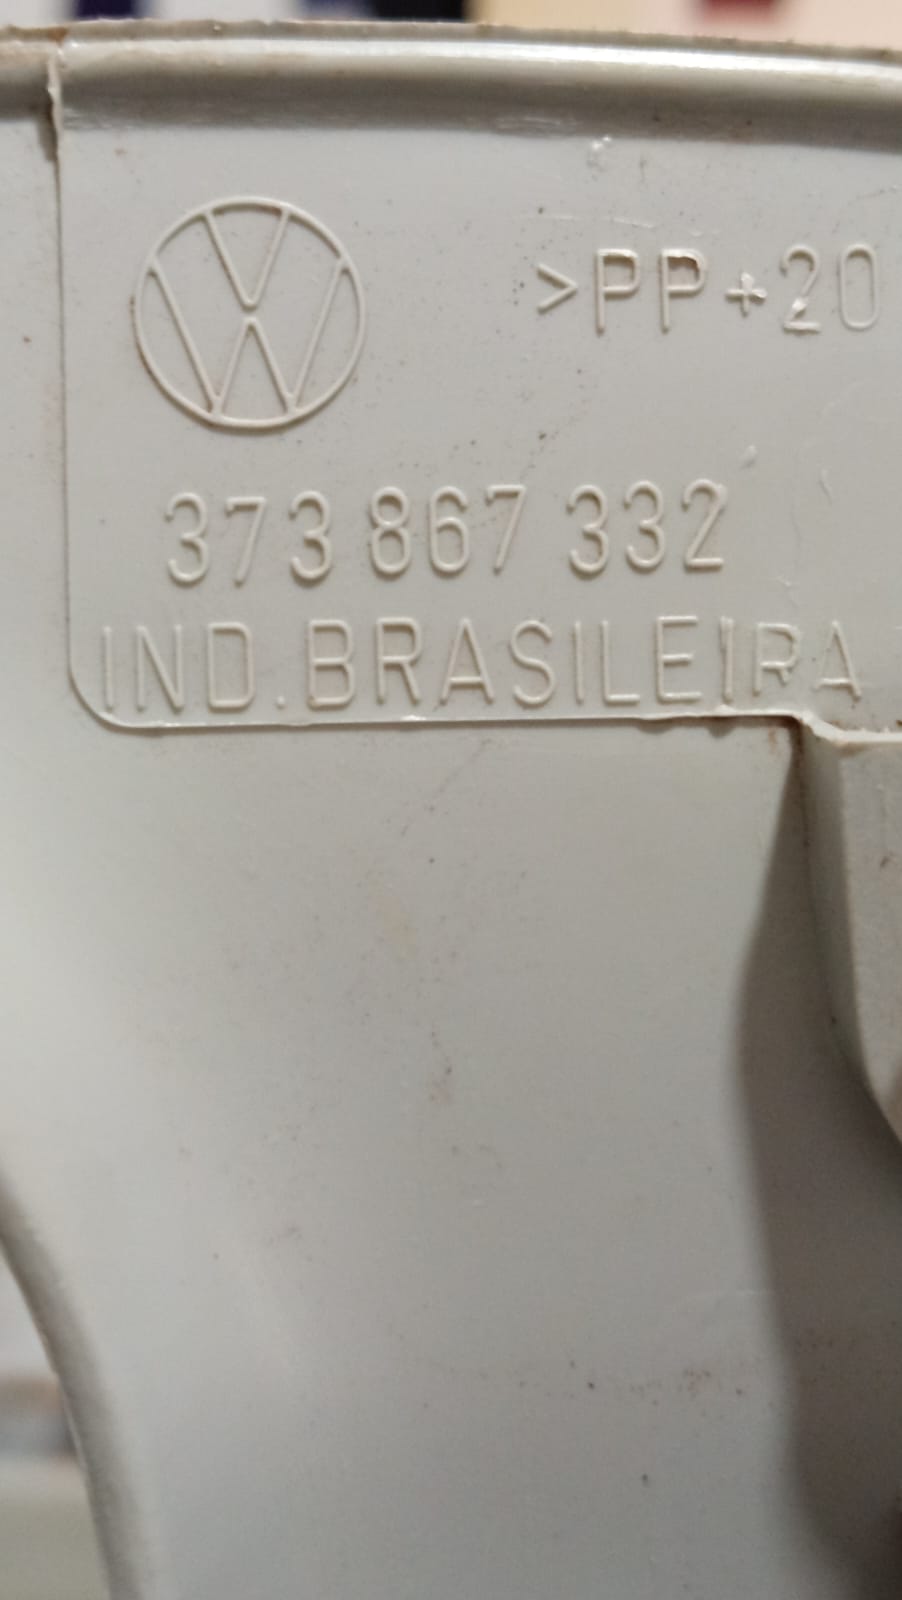 >PP+20
373 867 332
IND.BRASILEIRA